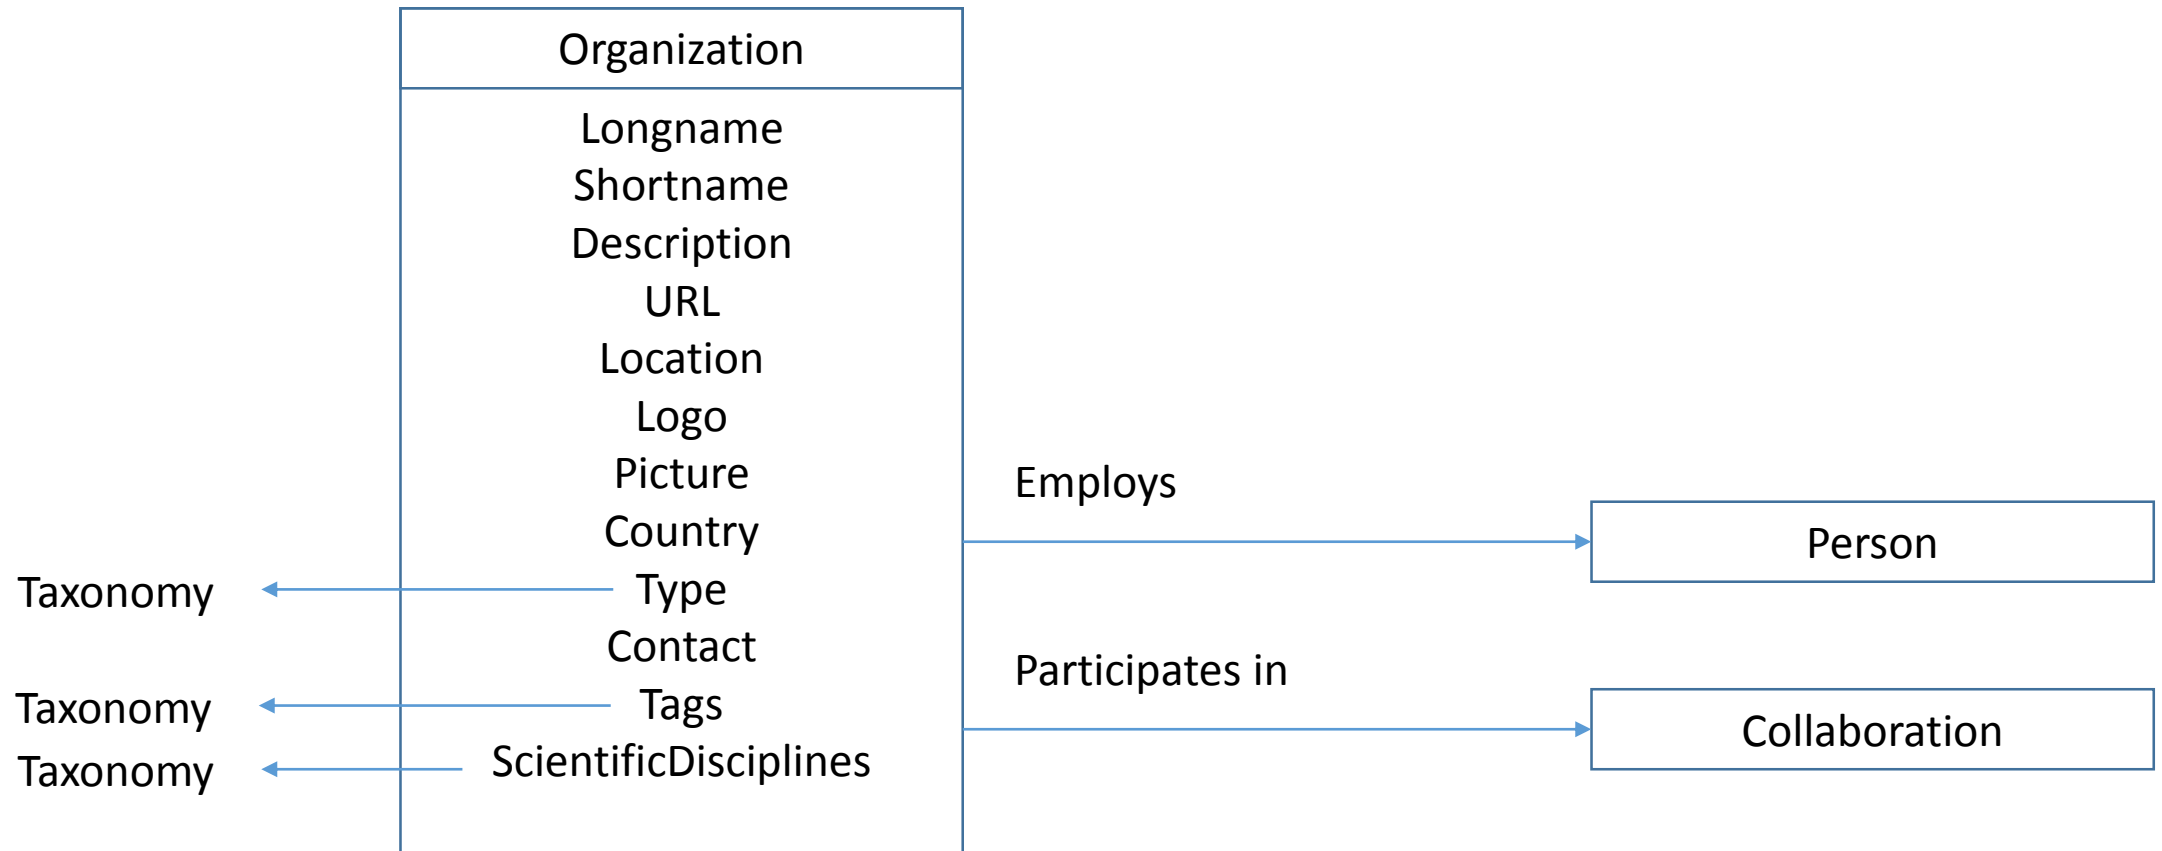 Organization
Longname
Shortname
Description
URL
Location
Logo
Picture
Country
Type
Contact
Tags
ScientificDisciplines
Taxonomy
Taxonomy
Taxonomy
Employs
Person
Participates in
Collaboration